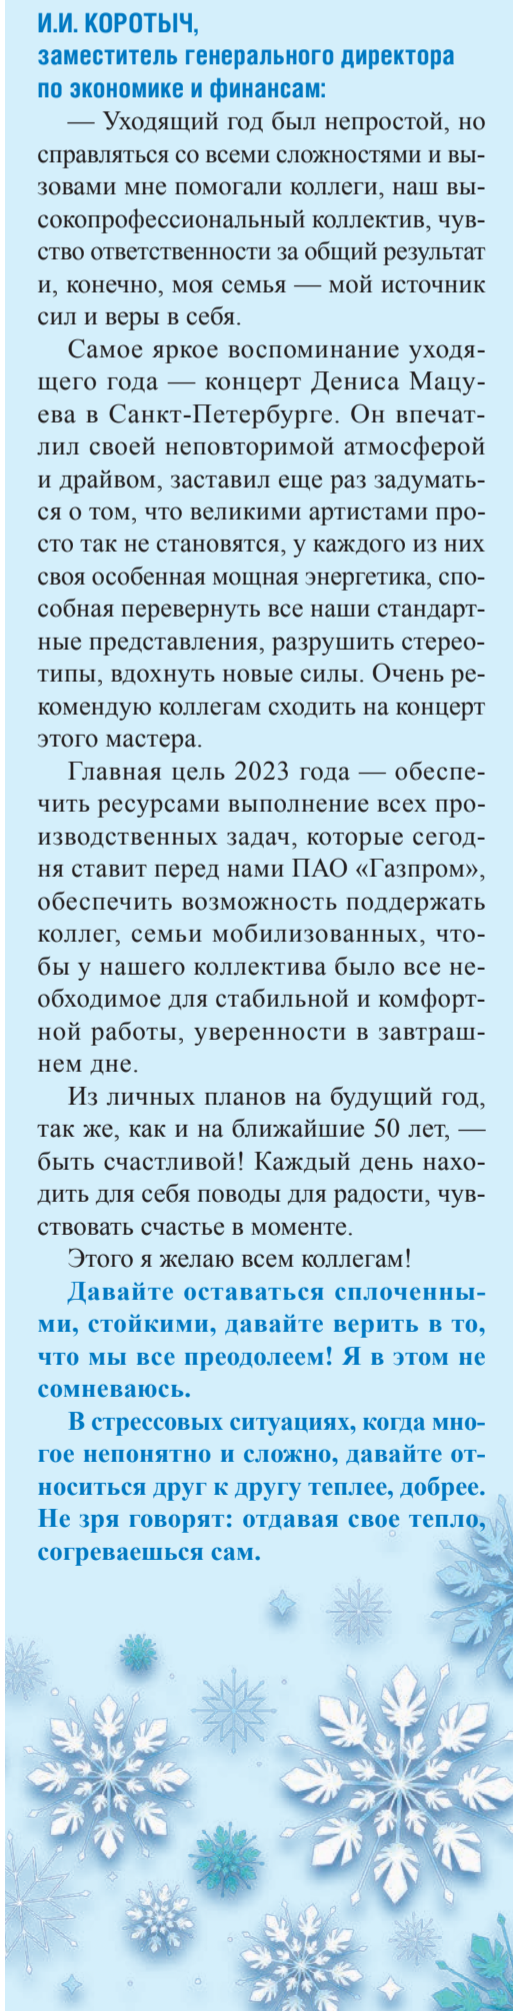 И.И. КОРОТЫЧ,
заместитель генерального директора
по экономике и финансам:
— Уходящий год был непростой, но
справляться со всеми сложностями и вы-
зовами мне помогали коллеги, наш вы-
сокопрофессиональный коллектив, чув-
ство ответственности за общий результат
и, конечно, моя семья — мой источник
сил и веры в себя.
Самое яркое воспоминание уходя-
щего года — концерт Дениса Мацу-
ева в Санкт-Петербурге. Он впечат-
лил своей неповторимой атмосферой
и драйвом, заставил еще раз задумать-
ся о том, что великими артистами про-
сто так не становятся, у каждого из них
своя особенная мощная энергетика, спо-
собная перевернуть все наши стандарт-
ные представления, разрушить стерео-
типы, вдохнуть новые силы. Очень ре-
комендую коллегам сходить на концерт
этого мастера.
Главная цель 2023 года — обеспе-
чить ресурсами выполнение всех про-
изводственных задач, которые сегод-
ня ставит перед нами ПАО «Газпром»,
обеспечить возможность поддержать
коллег, семьи мобилизованных, что-
бы у нашего коллектива было все не-
обходимое для стабильной и комфорт-
ной работы, уверенности в завтраш-
нем дне.
Из личных планов на будущий год,
так же, как и на ближайшие 50 лет, —
быть счастливой! Каждый день нахо-
дить для себя поводы для радости, чув-
ствовать счастье в моменте.
Этого я желаю всем коллегам!
Давайте оставаться сплоченны-
ми, стойкими, давайте верить в то,
что мы все преодолеем! Я в этом не
сомневаюсь.
В стрессовых ситуациях, когда мно-
гое непонятно и сложно, давайте от-
носиться друг к другу теплее, добрее.
Не зря говорят: отдавая свое тепло,
согреваешься сам.